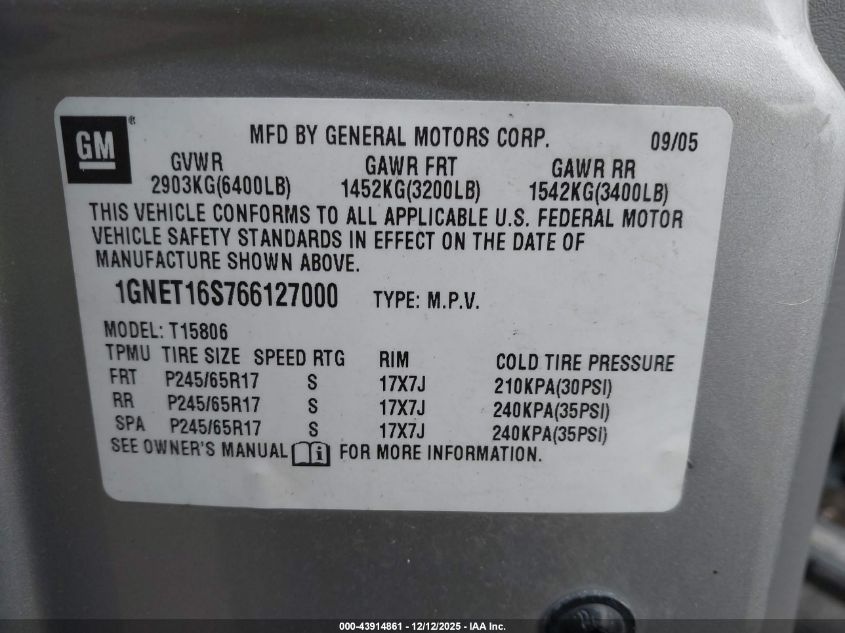 GM®
MFD BY GENERAL MOTORS CORP. 09/05
GVWR GAWR FRT GAWR RR
2903KG(6400LB) 1452KG(3200LB) 1542KG(3400LB)
THIS VEHICLE CONFORMS TO ALL APPLICABLE U.S. FEDERAL MOTOR
VEHICLE SAFETY STANDARDS IN EFFECT ON THE DATE OF
MANUFACTURE SHOWN ABOVE.
1GNET16S766127000 TYPE: M.P.V.
MODEL: T15806
TPMU TIRE SIZE SPEED RTG RIM COLD TIRE PRESSURE
FRT P245/65R17 S 17X7J 210KPA(30PSI)
RR P245/65R17 S 17X7J 240KPA(35PSI)
SPA P245/65R17 S 17X7J 240KPA(35PSI)
SEE OWNER'S MANUAL i FOR MORE INFORMATION.
000-43914861 - 12/12/2025 - IAA Inc.